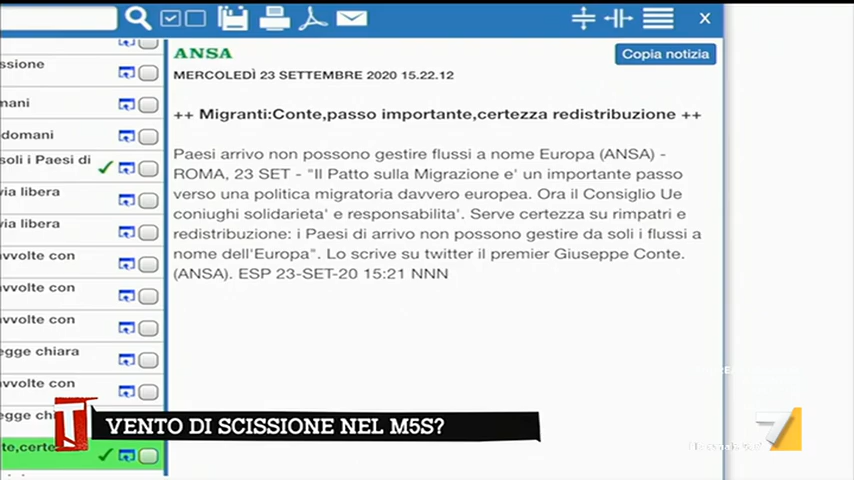 x
ANSA
Copia notizia
MERCOLEDÌ 23 SETTEMBRE 2020 15.22.12
++ Migranti:Conte,passo importante,certezza redistribuzione ++
Paesi arrivo non possono gestire flussi a nome Europa (ANSA) -
ROMA, 23 SET - "Il Patto sulla Migrazione e' un importante passo
verso una politica migratoria davvero europea. Ora il Consiglio Ue
coniughi solidarieta' e responsabilita'. Serve certezza su rimpatri e
redistribuzione: i Paesi di arrivo non possono gestire da soli i flussi a
nome dell'Europa". Lo scrive su twitter il premier Giuseppe Conte.
(ANSA). ESP 23-SET-20 15:21 NNN
ssione
mani
domani
soli i Paesi di
via libera
via libera
avvolte con
avvolte con
avvolte con
egge chiara
avvolte con
egge chi
te,certe
T
VENTO DI SCISSIONE NEL M5S?
7